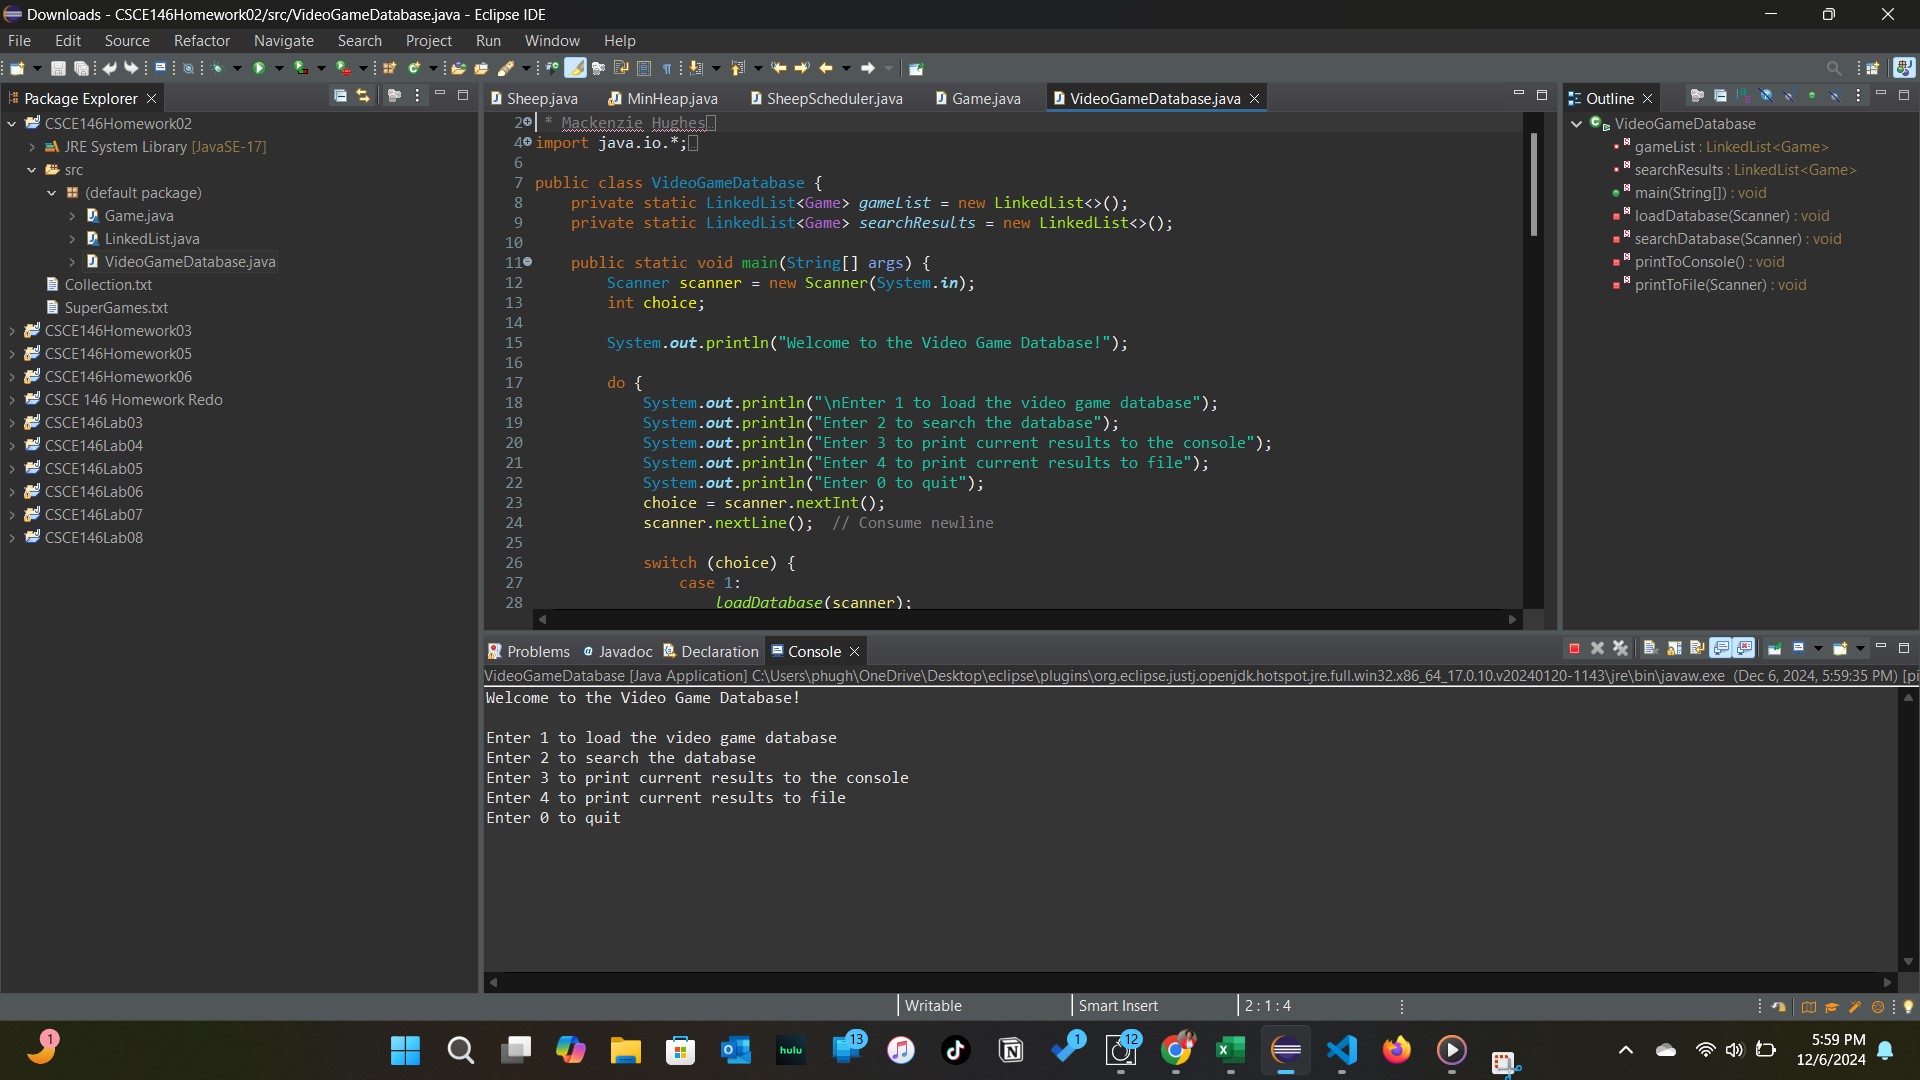 Downloads - CSCE146Homework02/src/VideoGameDatabase.java - Eclipse IDE
File Edit Source Refactor Navigate Search Project Run Window Help
Package Explorer
CSCE146Homework02
JRE System Library [JavaSE-17]
src
(default package)
Game.java
LinkedList.java
VideoGameDatabase.java
Collection.txt
SuperGames.txt
CSCE146Homework03
CSCE146Homework05
CSCE146Homework06
CSCE 146 Homework Redo
CSCE146Lab03
CSCE146Lab04
CSCE146Lab05
CSCE146Lab06
CSCE146Lab07
CSCE146Lab08
Sheep.java MinHeap.java SheepScheduler.java Game.java VideoGameDatabase.java
2 * Mackenzie Hughes
4 import java.io.*;
6
7 public class VideoGameDatabase {
8 private static LinkedList<Game> gameList = new LinkedList<>();
9 private static LinkedList<Game> searchResults = new LinkedList<>();
10
11 public static void main(String[] args) {
12 Scanner scanner = new Scanner(System.in);
13 int choice;
14
15 System.out.println("Welcome to the Video Game Database!");
16
17 do {
18 System.out.println("\nEnter 1 to load the video game database");
19 System.out.println("Enter 2 to search the database");
20 System.out.println("Enter 3 to print current results to the console");
21 System.out.println("Enter 4 to print current results to file");
22 System.out.println("Enter 0 to quit");
23 choice = scanner.nextInt();
24 scanner.nextLine(); // Consume newline
25
26 switch (choice) {
27 case 1:
28 loadDatabase(scanner);
Outline
VideoGameDatabase
gameList : LinkedList<Game>
searchResults : LinkedList<Game>
main(String[]) : void
loadDatabase(Scanner) : void
searchDatabase(Scanner) : void
printToConsole() : void
printToFile(Scanner) : void
Problems Javadoc Declaration Console
VideoGameDatabase [Java Application] C:\Users\phugh\OneDrive\Desktop\eclipse\plugins\org.eclipse.justj.openjdk.hotspot.jre.full.win32.x86_64_17.0.10.v20240120-1143\jre\bin\javaw.exe (Dec 6, 2024, 5:59:35 PM) [pi
Welcome to the Video Game Database!
Enter 1 to load the video game database
Enter 2 to search the database
Enter 3 to print current results to the console
Enter 4 to print current results to file
Enter 0 to quit
Writable Smart Insert 2 : 1 : 4
1
hulu
13
1
12
5:59 PM
12/6/2024